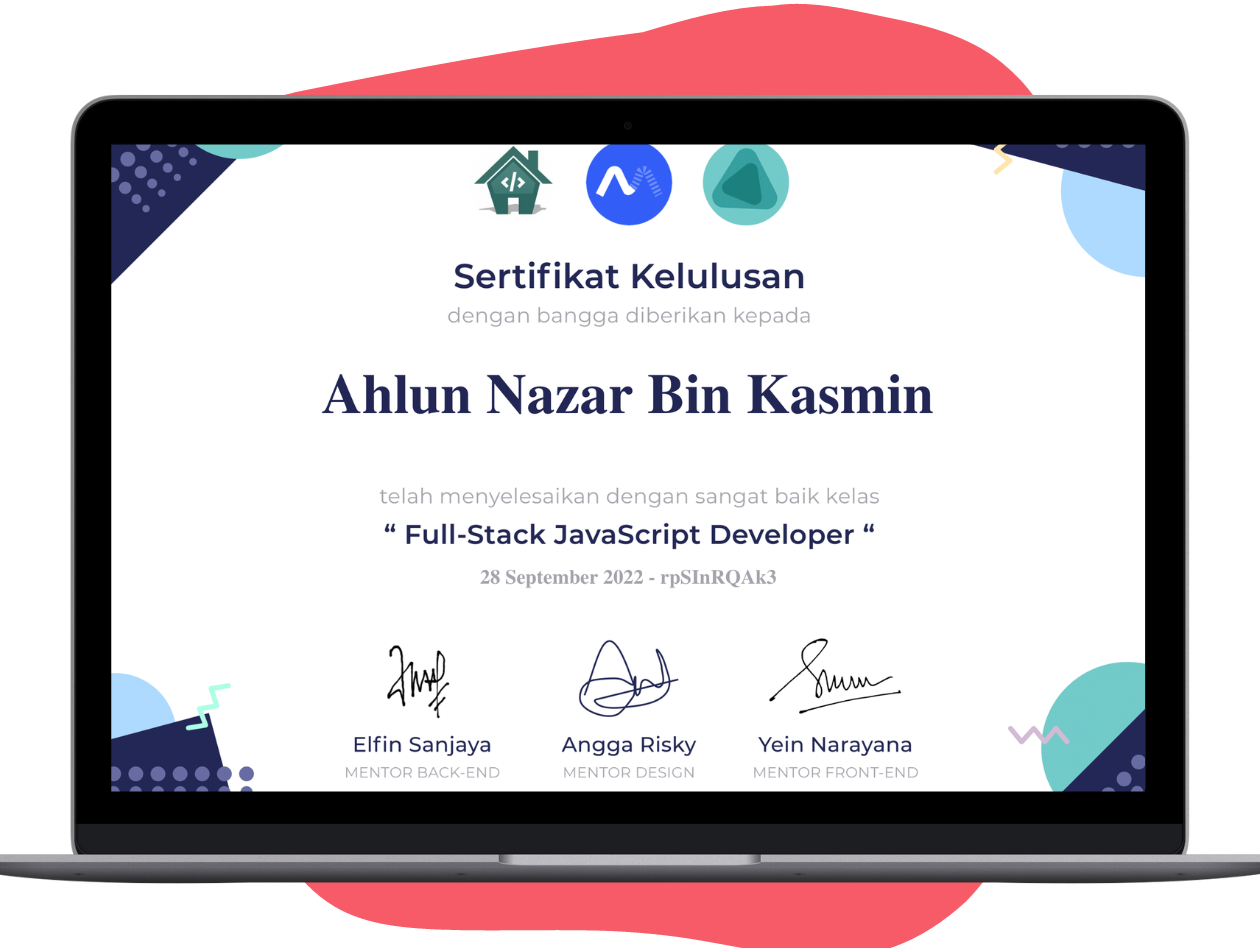 </>
Sertifikat Kelulusan
dengan bangga diberikan kepada
Ahlun Nazar Bin Kasmin
telah menyelesaikan dengan sangat baik kelas
“ Full-Stack JavaScript Developer “
28 September 2022 - rpSInRQAk3
Elfin Sanjaya Angga Risky Yein Narayana
MENTOR BACK-END MENTOR DESIGN MENTOR FRONT-END